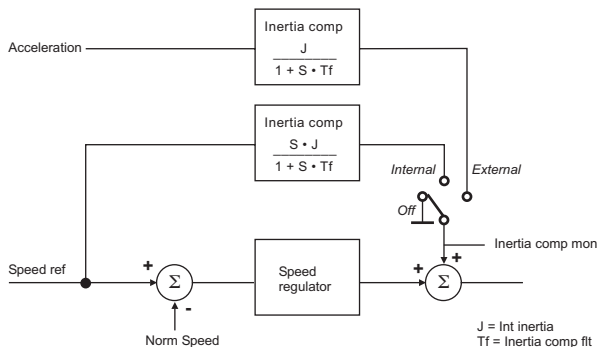 Inertia comp
J
1 + S • Tf
Acceleration
Inertia comp
S • J
1 + S • Tf
Internal
External
Off
Inertia comp mon
Speed ref
+
Σ
-
Speed
regulator
+
+
Σ
Norm Speed
J = Int inertia
Tf = Inertia comp flt